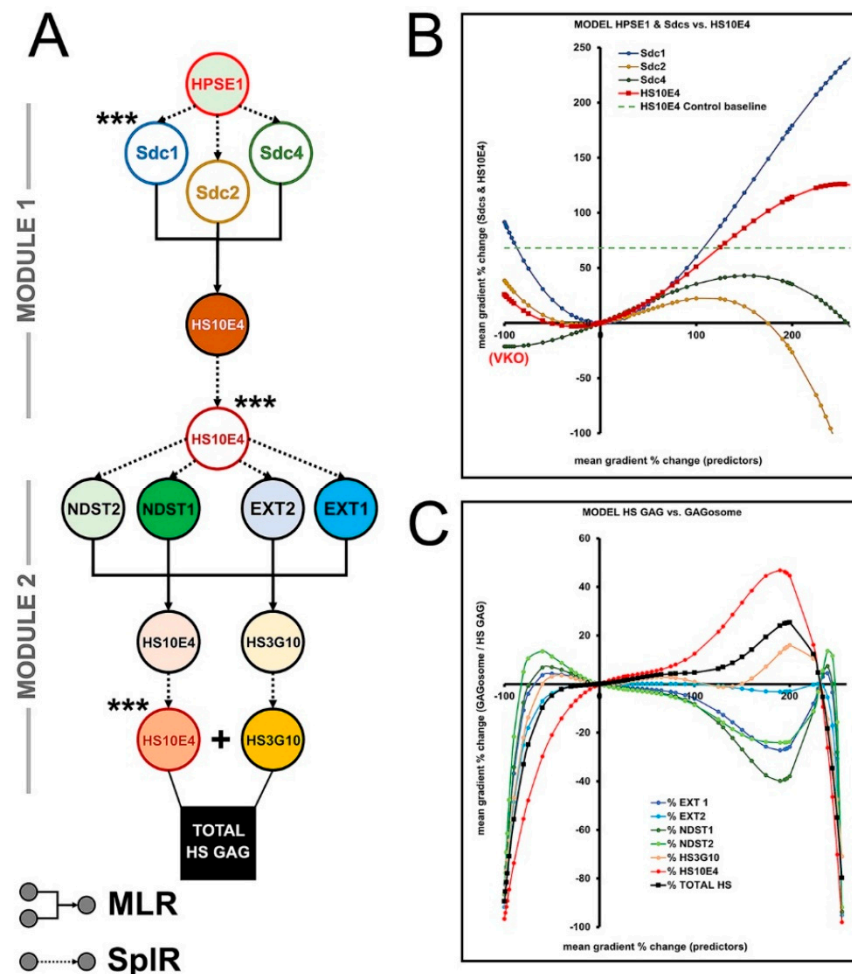 A
MODULE 1
MODULE 2
HPSE1
***
Sdc1
Sdc2
Sdc4
HS10E4
***
HS10E4
NDST2
NDST1
EXT2
EXT1
HS10E4
HS3G10
***
HS10E4
+
HS3G10
TOTAL
HS GAG
MLR
SplR
B
MODEL HPSE1 & Sdcs vs. HS10E4
Sdc1
Sdc2
Sdc4
HS10E4
HS10E4 Control baseline
mean gradient % change (Sdcs & HS10E4)
250
200
150
100
50
0
-50
-100
-100
0
100
200
(VKO)
mean gradient % change (predictors)
C
MODEL HS GAG vs. GAGosome
mean gradient % change (GAGosome / HS GAG)
60
40
20
0
-20
-40
-60
-80
-100
-100
0
100
200
% EXT 1
% EXT2
% NDST1
% NDST2
% HS3G10
% HS10E4
% TOTAL HS
mean gradient % change (predictors)